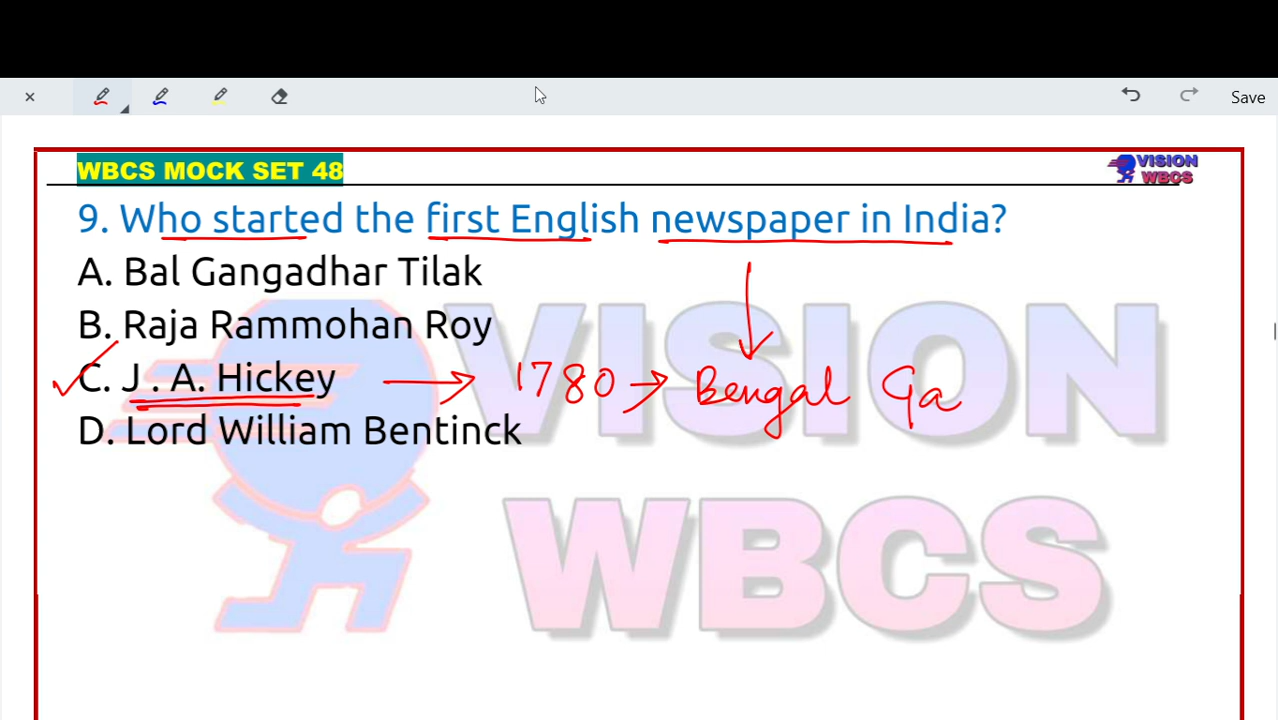 Save
WBCS MOCK SET 48
VISION
WBCS
9. Who started the first English newspaper in India?
A. Bal Gangadhar Tilak
B. Raja Rammohan Roy
C. J. A. Hickey → 1780 → Bengal Ga
D. Lord William Bentinck
VISION
WBCS